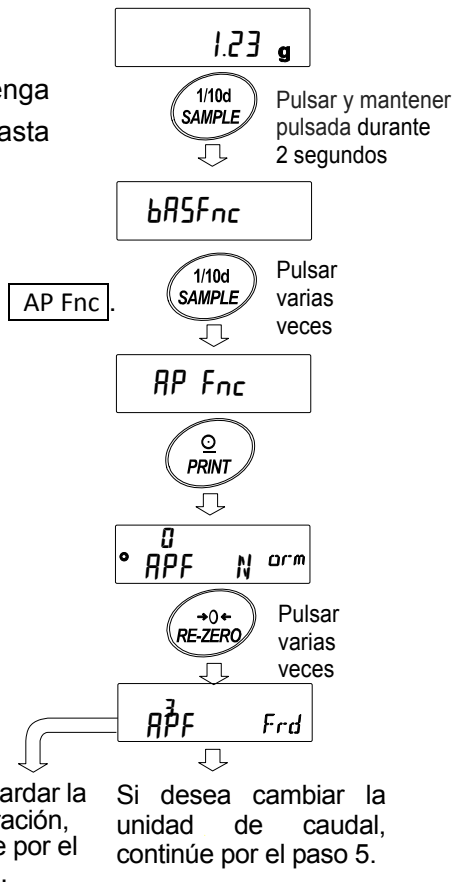 1.23 g
enga
asta
1/10d
SAMPLE
Pulsar y mantener
pulsada durante
2 segundos
bASFnc
AP Fnc.
1/10d
SAMPLE
Pulsar
varias
veces
AP Fnc
PRINT
0
APF Norm
→0←
RE-ZERO
Pulsar
varias
veces
3
APF Frd
ardar la
ración,
e por el
.
Si desea cambiar la
unidad de caudal,
continúe por el paso 5.